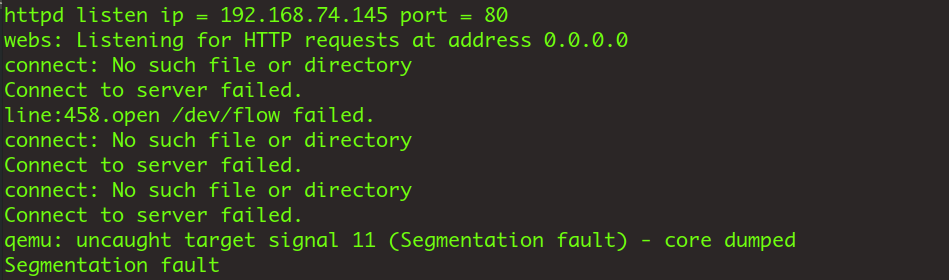 httpd listen ip = 192.168.74.145 port = 80
webs: Listening for HTTP requests at address 0.0.0.0
connect: No such file or directory
Connect to server failed.
line:458.open /dev/flow failed.
connect: No such file or directory
Connect to server failed.
connect: No such file or directory
Connect to server failed.
qemu: uncaught target signal 11 (Segmentation fault) - core dumped
Segmentation fault